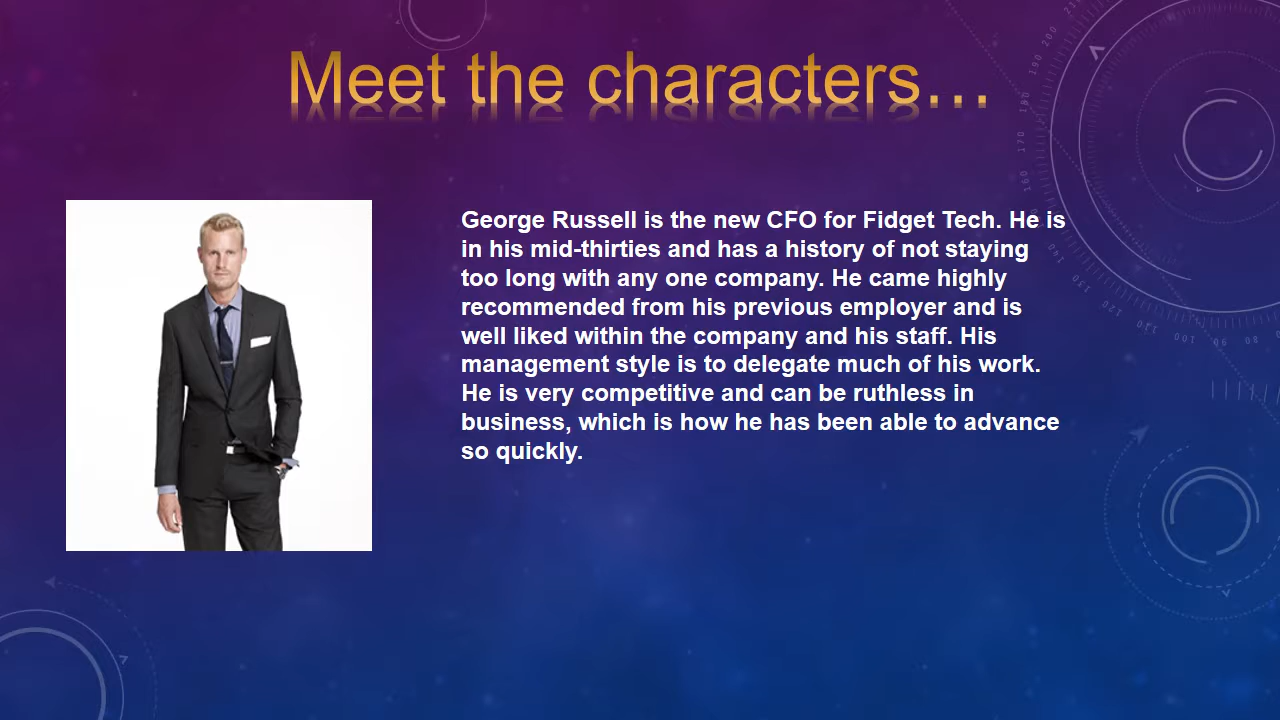 Meet the characters…
George Russell is the new CFO for Fidget Tech. He is
in his mid-thirties and has a history of not staying
too long with any one company. He came highly
recommended from his previous employer and is
well liked within the company and his staff. His
management style is to delegate much of his work.
He is very competitive and can be ruthless in
business, which is how he has been able to advance
so quickly.